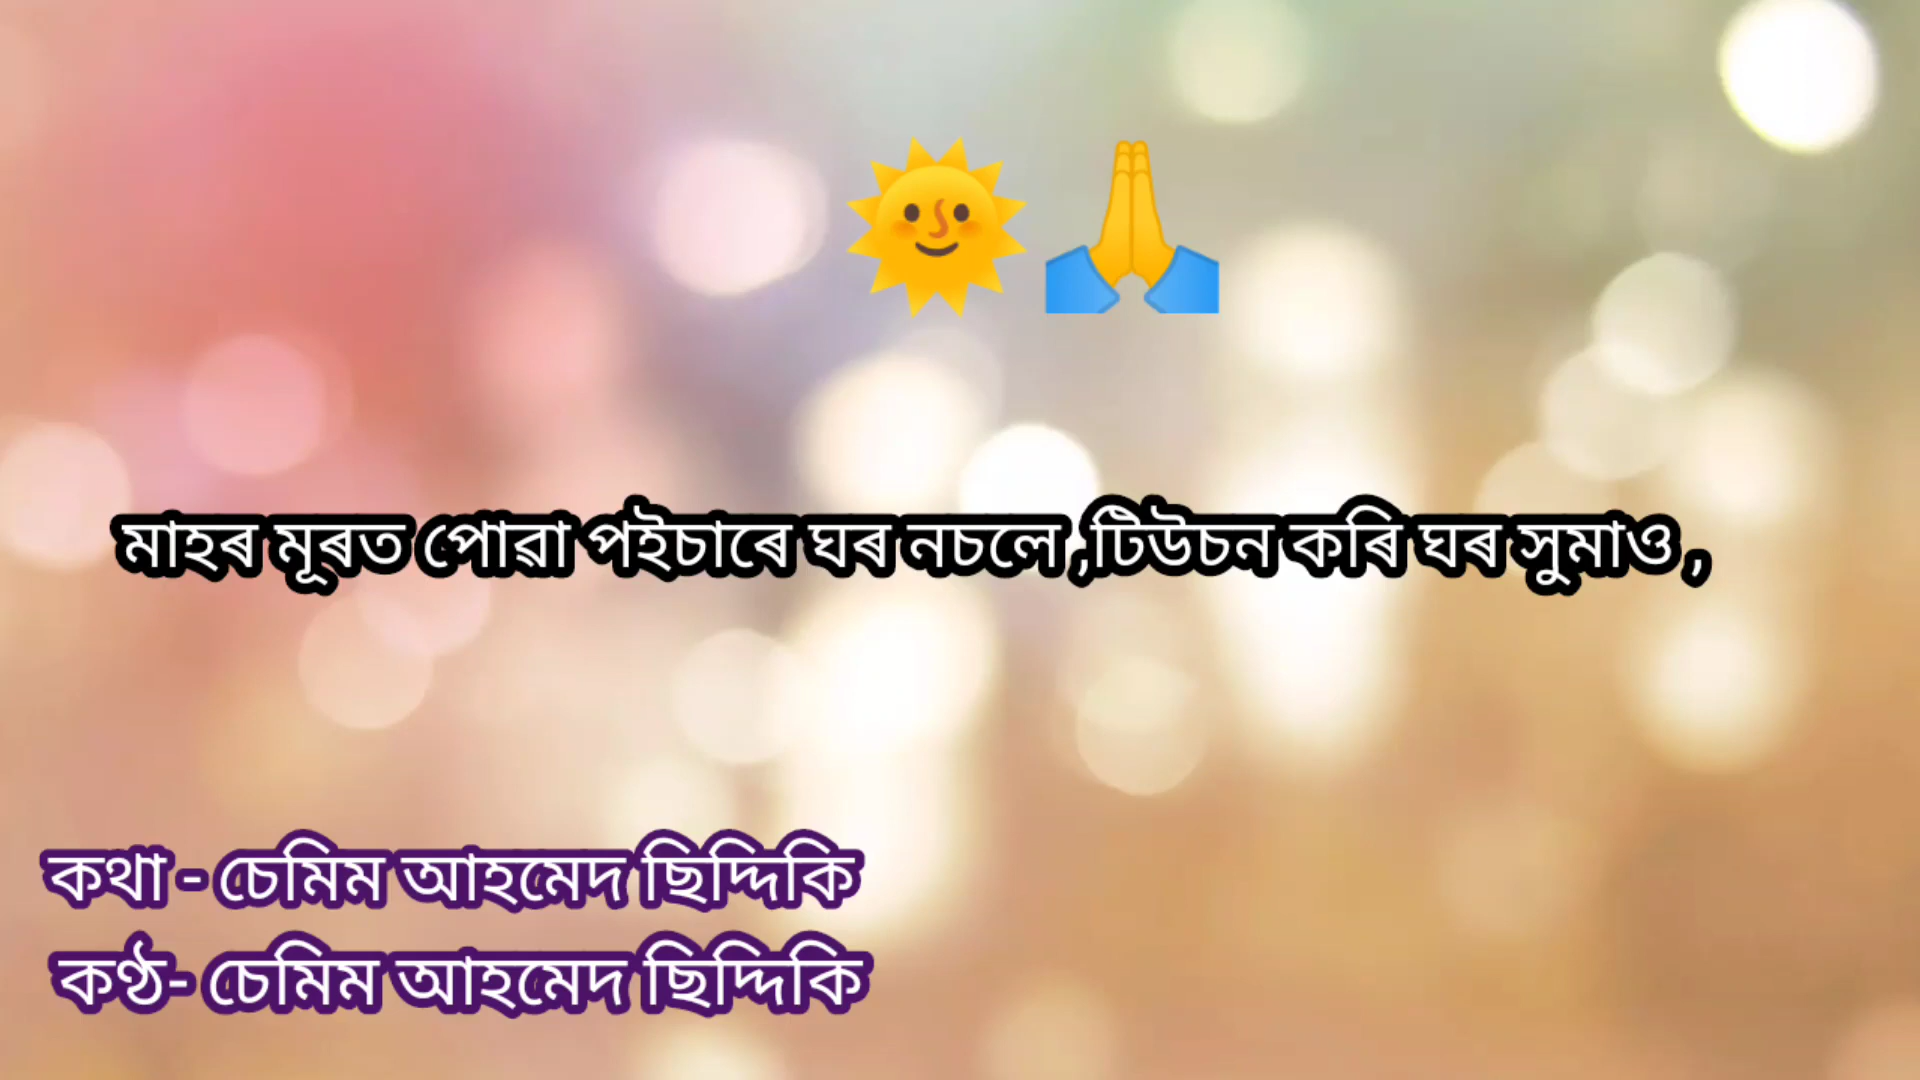 মাহৰ মূৰত পোৱা পইচাৰে ঘৰ নচলে ,টিউচন কৰি ঘৰ সুমাও ,
কথা - চেমিম আহমেদ ছিদ্দিকি
কণ্ঠ- চেমিম আহমেদ ছিদ্দিকি